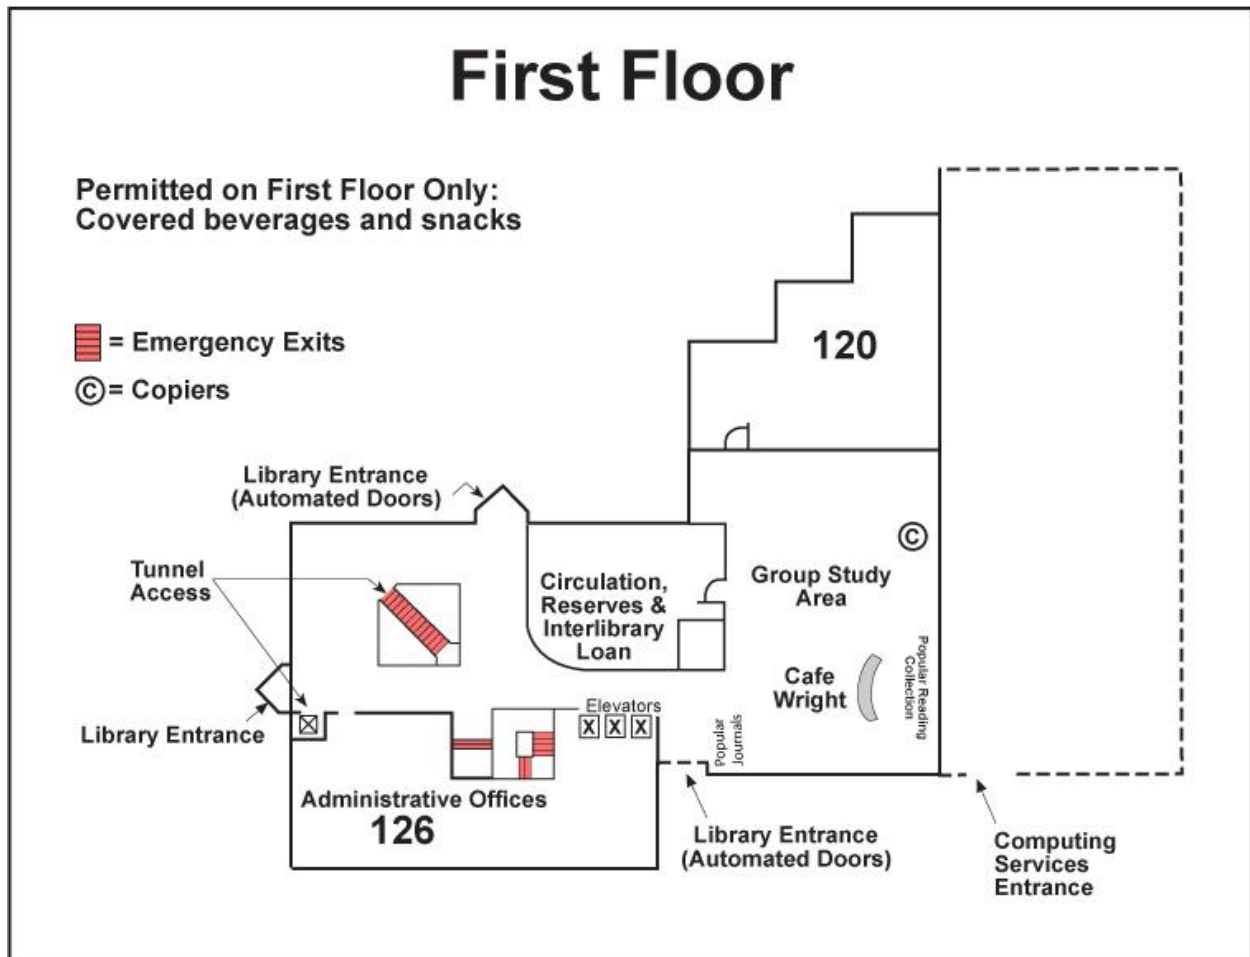 First Floor
Permitted on First Floor Only:
Covered beverages and snacks
= Emergency Exits
C = Copiers
120
Library Entrance
(Automated Doors)
Tunnel
Access
Circulation,
Reserves &
Interlibrary
Loan
C
Group Study
Area
Popular Reading
Collection
Cafe
Wright
Library Entrance
Elevators
X X X
Popular
Journals
Administrative Offices
126
Library Entrance
(Automated Doors)
Computing
Services
Entrance